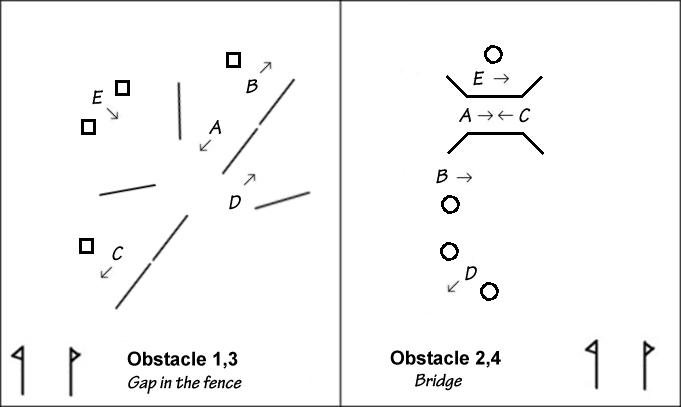 B
E
A
D
C
Obstacle 1,3
Gap in the fence
E →
A →← C
B →
D
Obstacle 2,4
Bridge